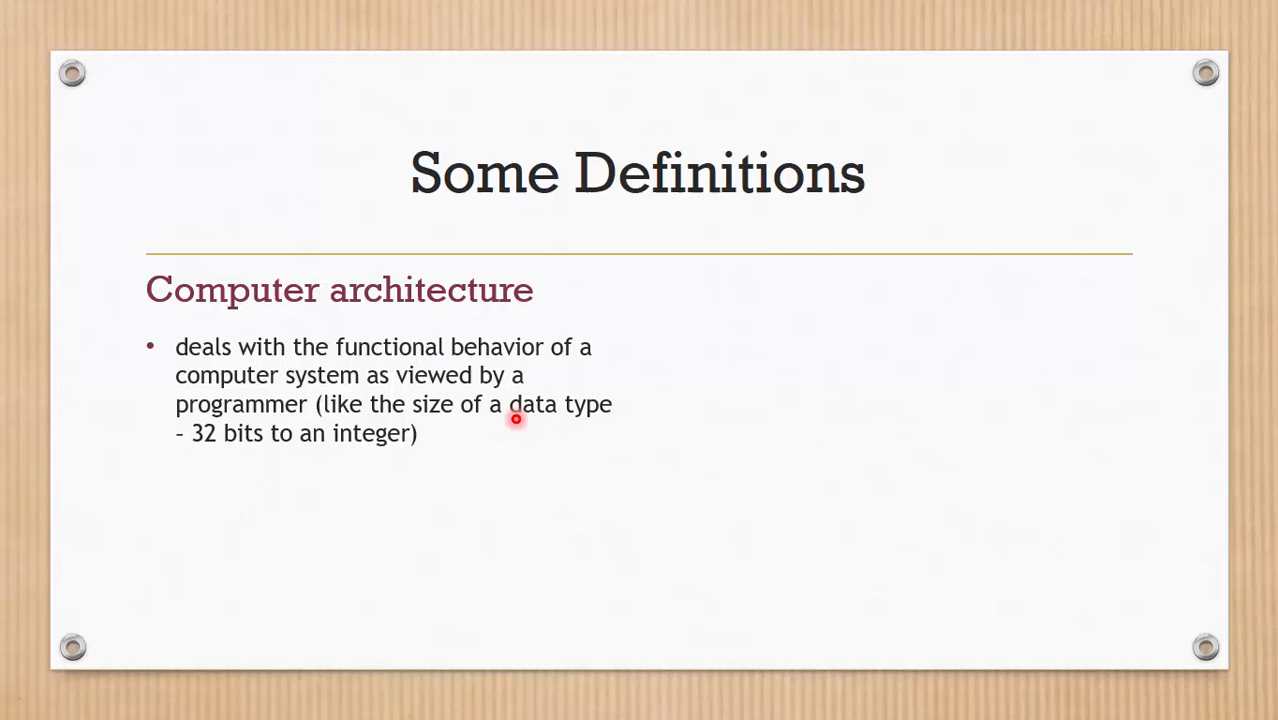 Some Definitions
Computer architecture
• deals with the functional behavior of a
computer system as viewed by a
programmer (like the size of a data type
– 32 bits to an integer)